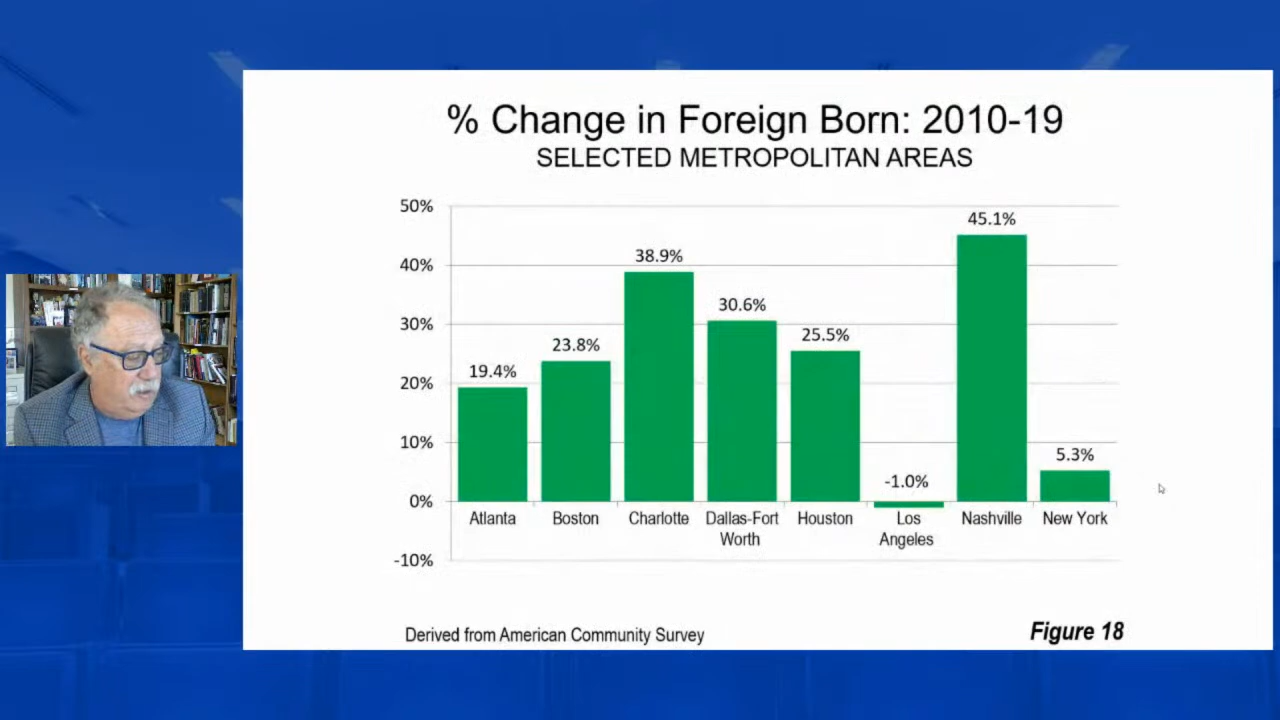 % Change in Foreign Born: 2010-19
SELECTED METROPOLITAN AREAS
50%
40%
30%
20%
10%
0%
-10%
19.4%
23.8%
38.9%
30.6%
25.5%
-1.0%
45.1%
5.3%
Atlanta
Boston
Charlotte
Dallas-Fort
Worth
Houston
Los
Angeles
Nashville
New York
Derived from American Community Survey
Figure 18